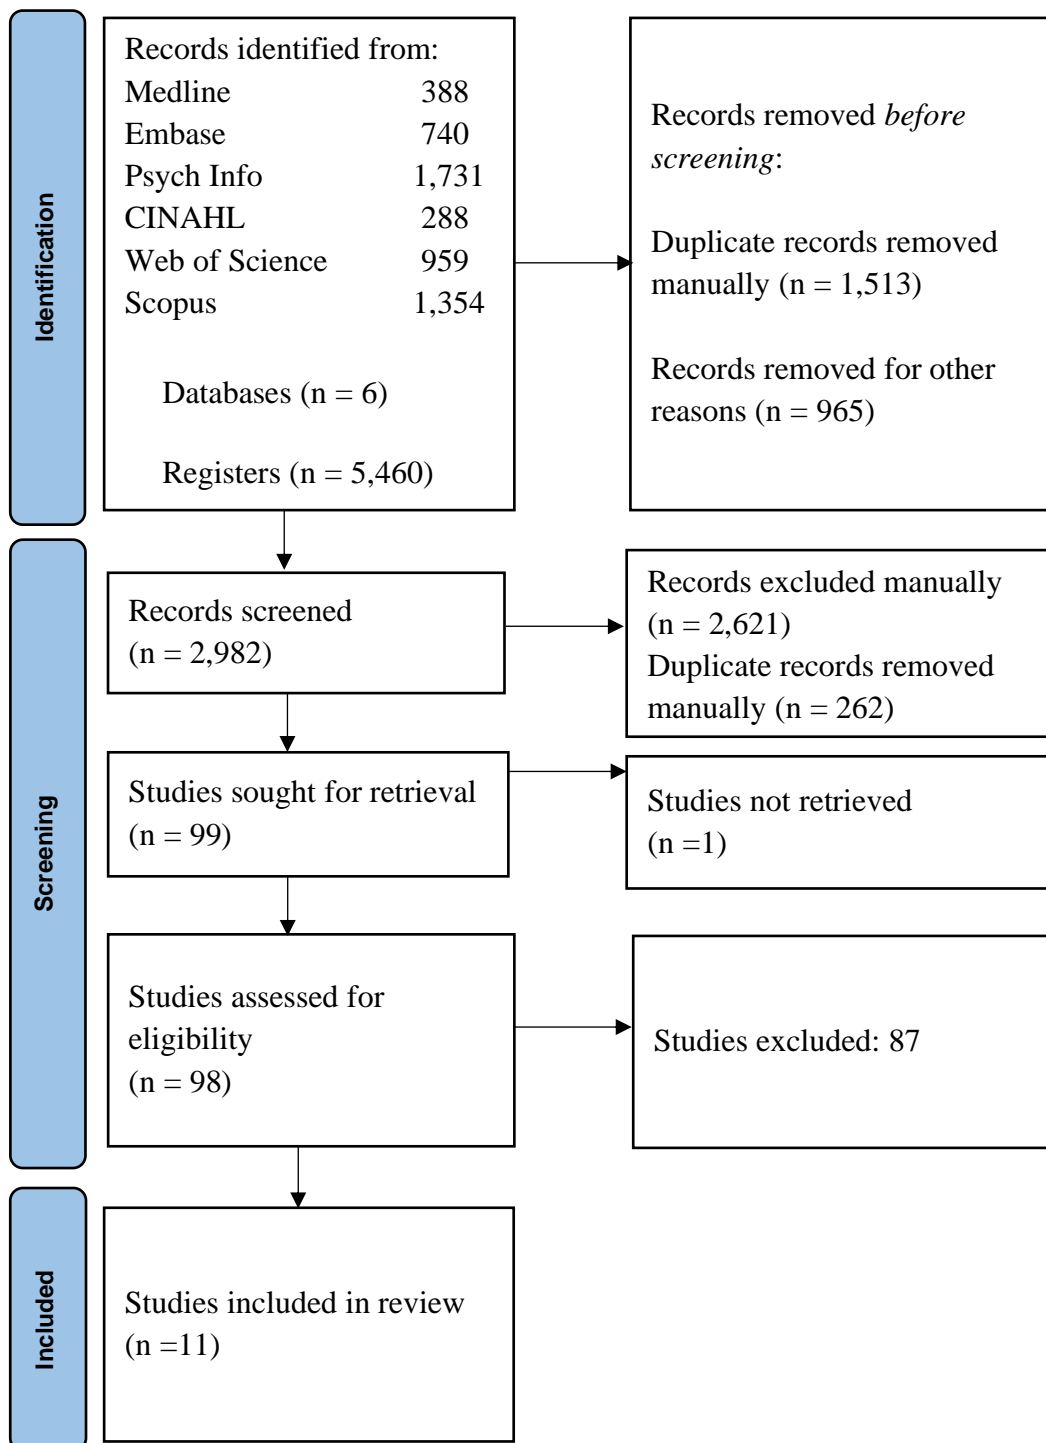 Identification
Records identified from:
Medline 388
Embase 740
Psych Info 1,731
CINAHL 288
Web of Science 959
Scopus 1,354
Databases (n = 6)
Registers (n = 5,460)
Records removed before
screening:
Duplicate records removed
manually (n = 1,513)
Records removed for other
reasons (n = 965)
Screening
Records screened
(n = 2,982)
Records excluded manually
(n = 2,621)
Duplicate records removed
manually (n = 262)
Studies sought for retrieval
(n = 99)
Studies not retrieved
(n =1)
Studies assessed for
eligibility
(n = 98)
Studies excluded: 87
Included
Studies included in review
(n =11)